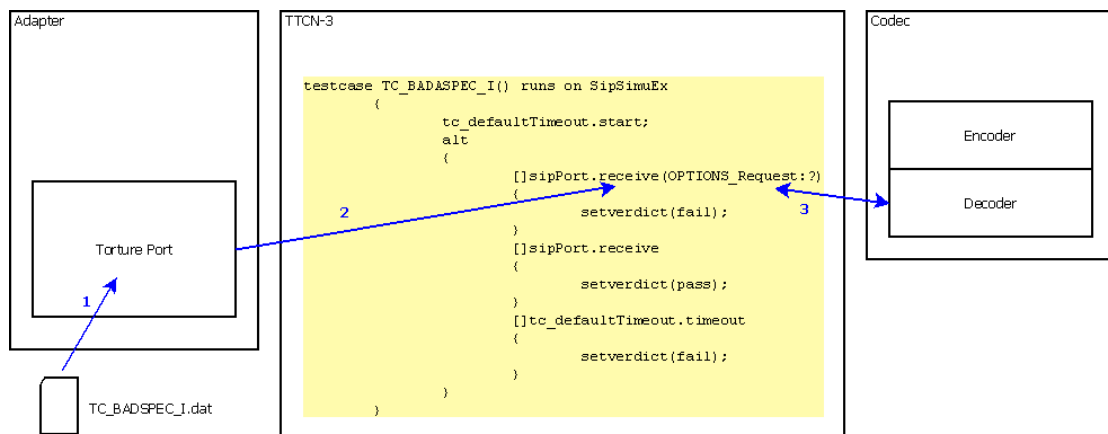 Adapter
TTCN-3
Codec
testcase TC_BADASPEC_I() runs on SipSimuEx
{
tc_defaultTimeout.start;
alt
{
[]sipPort.receive(OPTIONS_Request:?)
{
setverdict(fail);
}
[]sipPort.receive
{
setverdict(pass);
}
[]tc_defaultTimeout.timeout
{
setverdict(fail);
}
}
}
Encoder
Decoder
Torture Port
1
2
3
TC_BADSPEC_I.dat